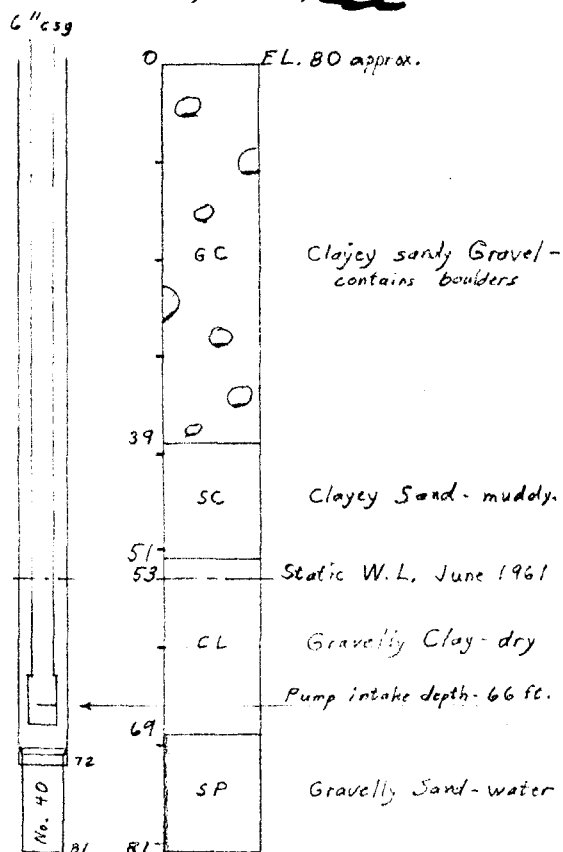 6" csg
0 EL. 80 approx.
GC Clayey sandy Gravel-
contains boulders
39
SC Clayey Sand - muddy.
51
53 Static W.L. June 1961
CL Gravelly Clay - dry
Pump intake depth - 66 ft.
69
72
No. 40 SP Gravelly Sand - water
81 81